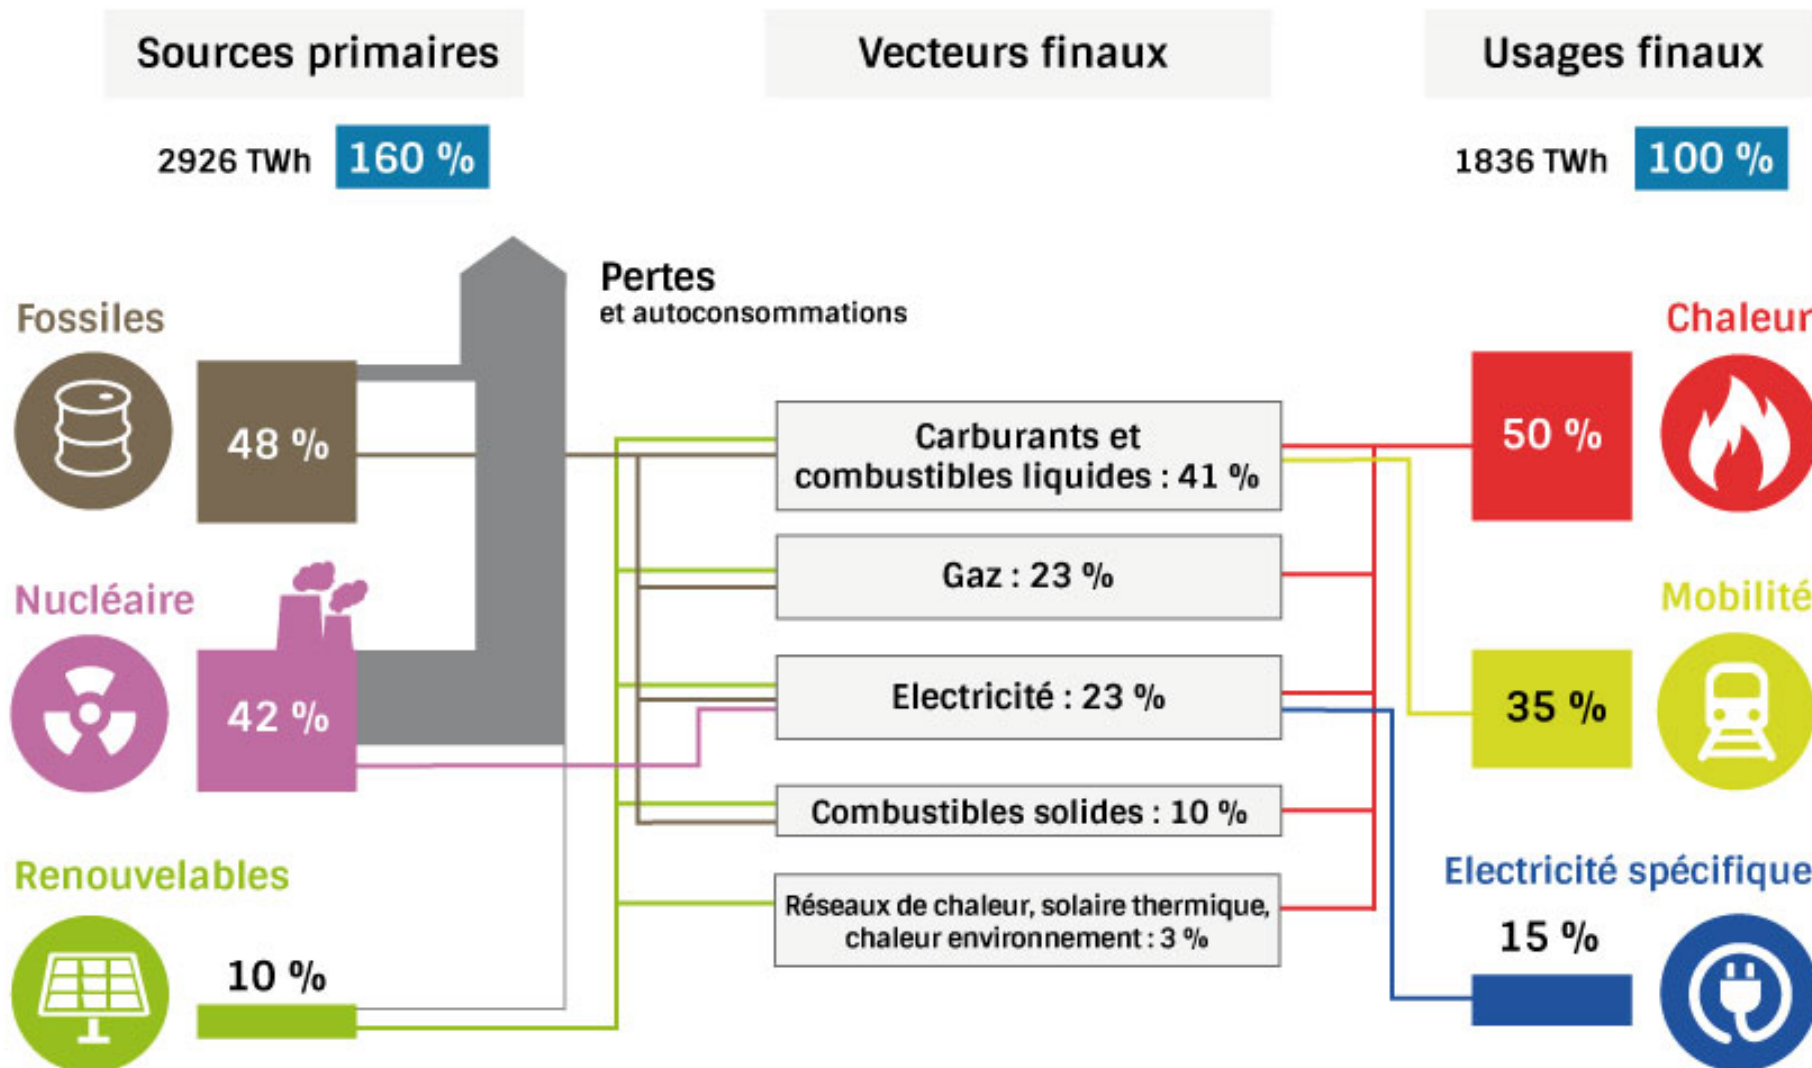 Sources primaires
Vecteurs finaux
Usages finaux
2926 TWh 160 %
1836 TWh 100 %
Pertes
et autoconsommations
Fossiles
48 %
Nucléaire
42 %
Renouvelables
10 %
Carburants et
combustibles liquides : 41 %
Gaz : 23 %
Electricité : 23 %
Combustibles solides : 10 %
Réseaux de chaleur, solaire thermique,
chaleur environnement : 3 %
Chaleur
50 %
Mobilité
35 %
Electricité spécifique
15 %